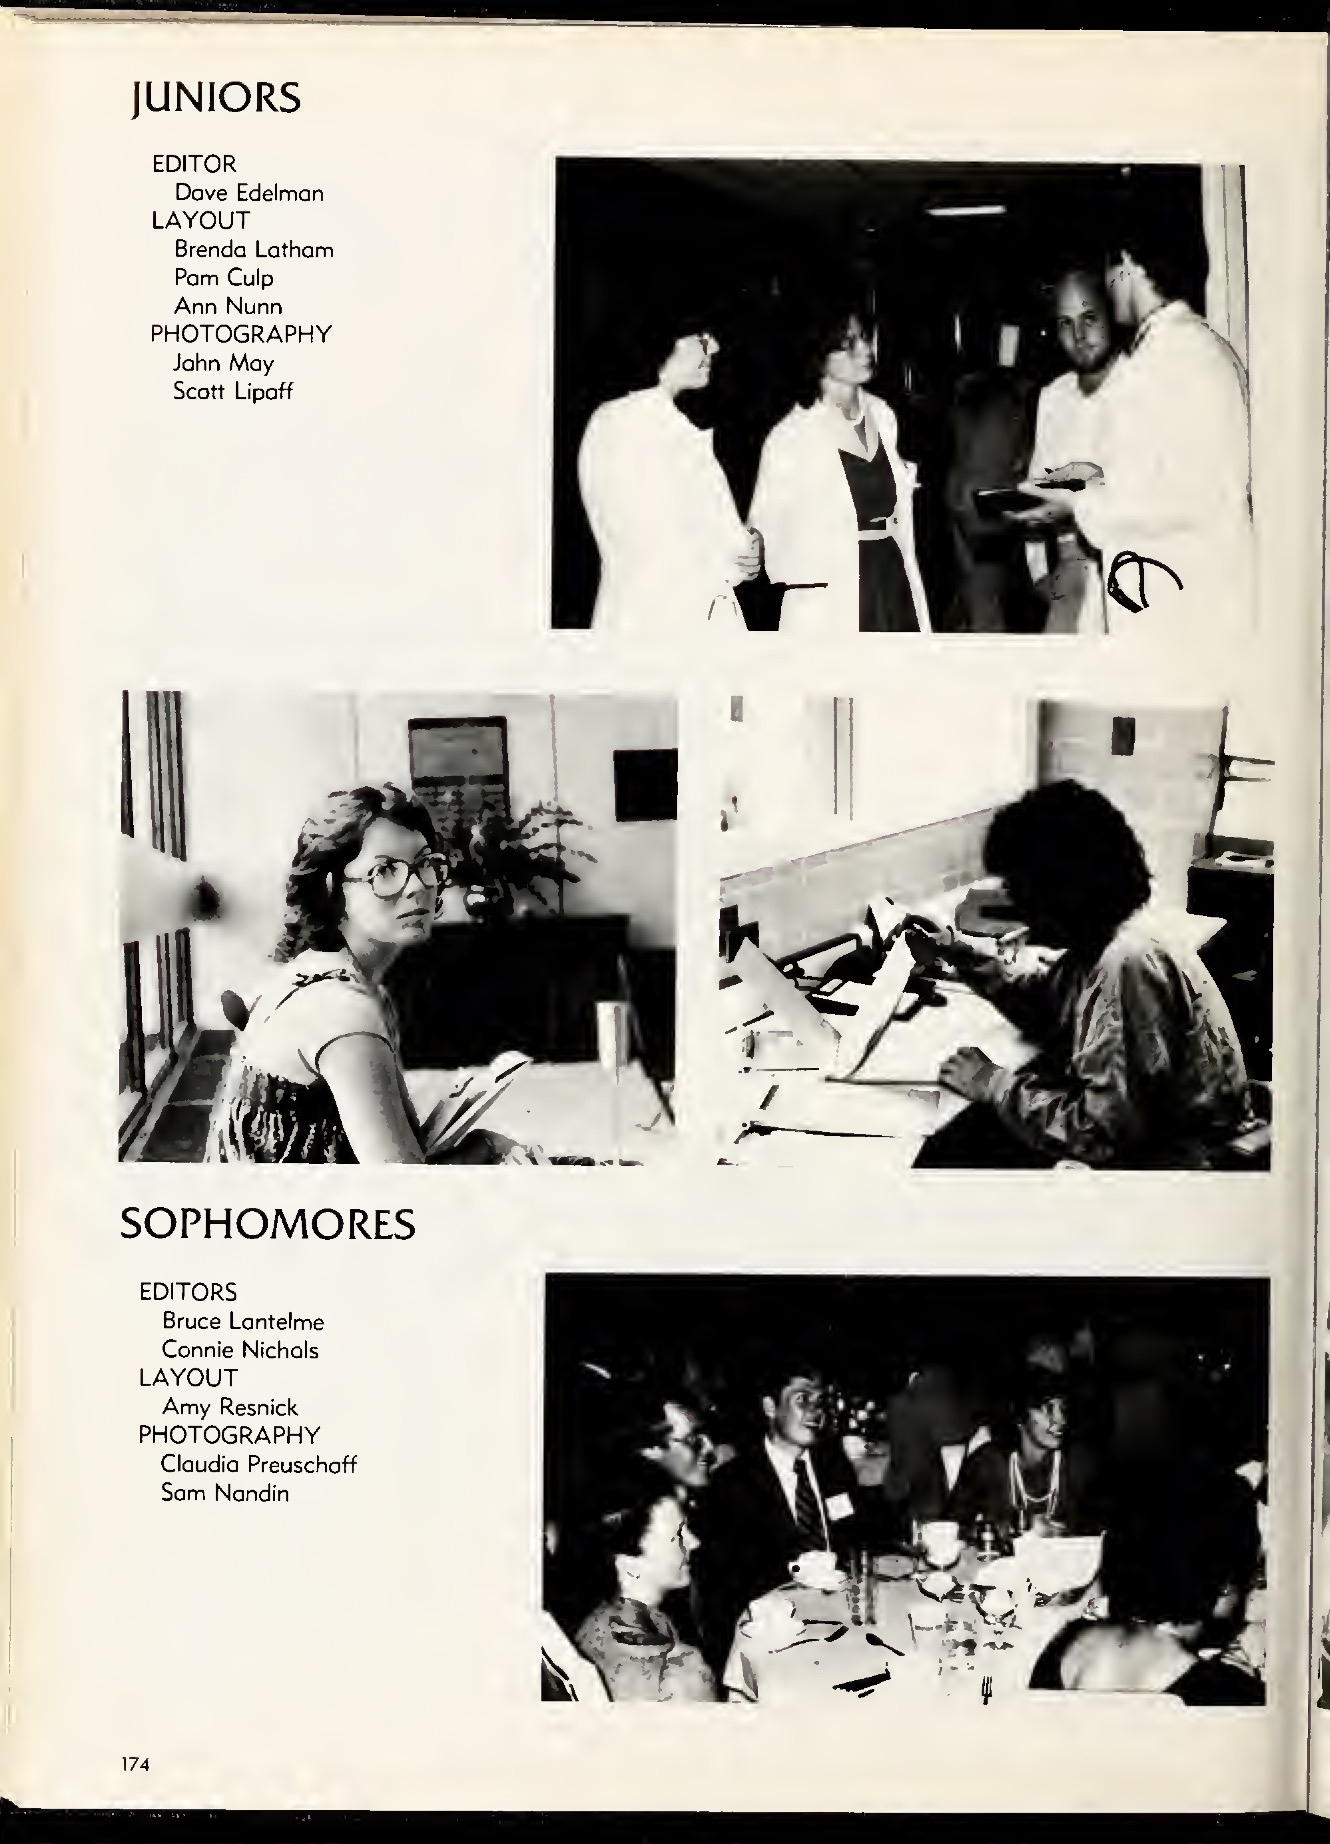 JUNIORS
EDITOR
Dave Edelman
LAYOUT
Brenda Latham
Pam Culp
Ann Nunn
PHOTOGRAPHY
John May
Scott Lipoff
SOPHOMORES
EDITORS
Bruce Lantelme
Connie Nichols
LAYOUT
Amy Resnick
PHOTOGRAPHY
Claudia Preuschoff
Sam Nandin
174